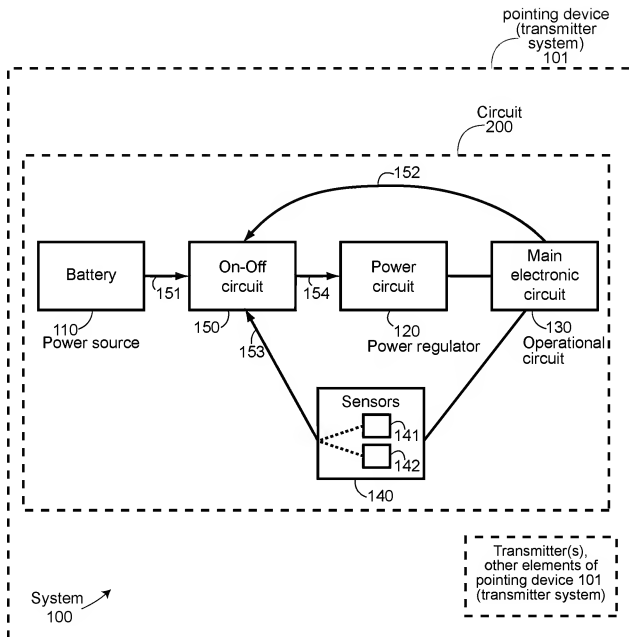 pointing device
(transmitter
system)
101
Circuit
200
152
Battery
On-Off
circuit
Power
circuit
Main
electronic
circuit
151
154
110
Power source
150
153
120
Power regulator
130
Operational
circuit
Sensors
141
142
140
Transmitter(s),
other elements of
pointing device 101
(transmitter system)
System
100